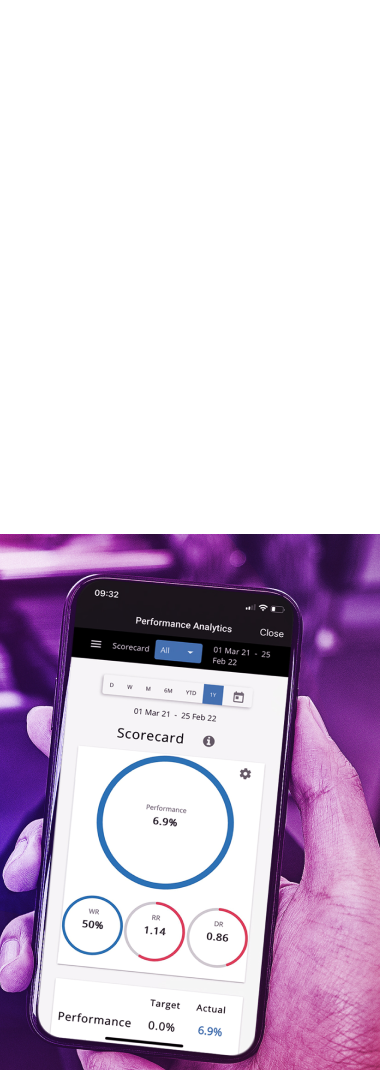 09:32
Performance Analytics
Close
Scorecard
All
01 Mar 21 - 25
Feb 22
D W M 6M YTD 1Y
01 Mar 21 - 25 Feb 22
Scorecard
Performance
6.9%
WR
50%
RR
1.14
DR
0.86
Target Actual
Performance 0.0% 6.9%